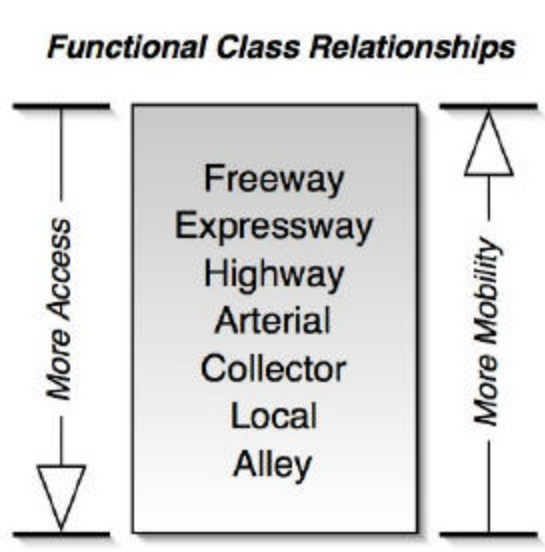 Functional Class Relationships
More Access
Freeway
Expressway
Highway
Arterial
Collector
Local
Alley
More Mobility